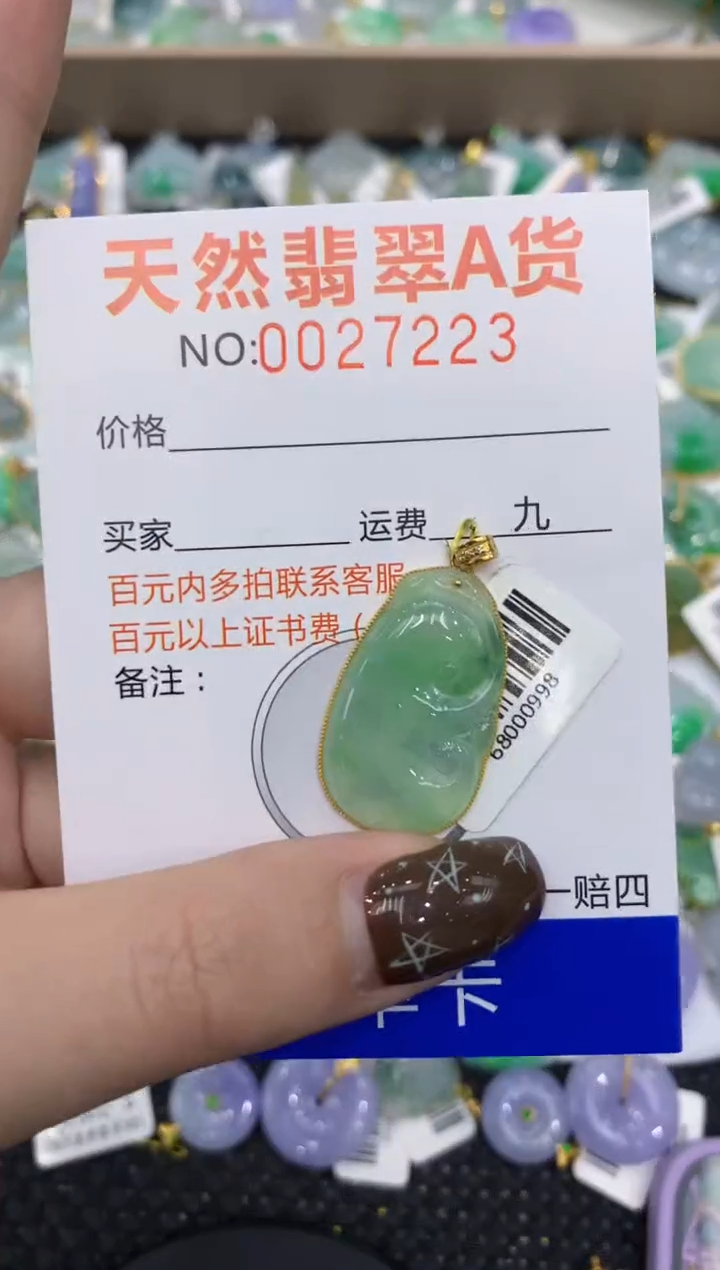 天然翡翠A货
NO:0027223
价格
买家 运费 九
百元内多拍联系客服
百元以上证书费(
备注：
68000998
一赔四